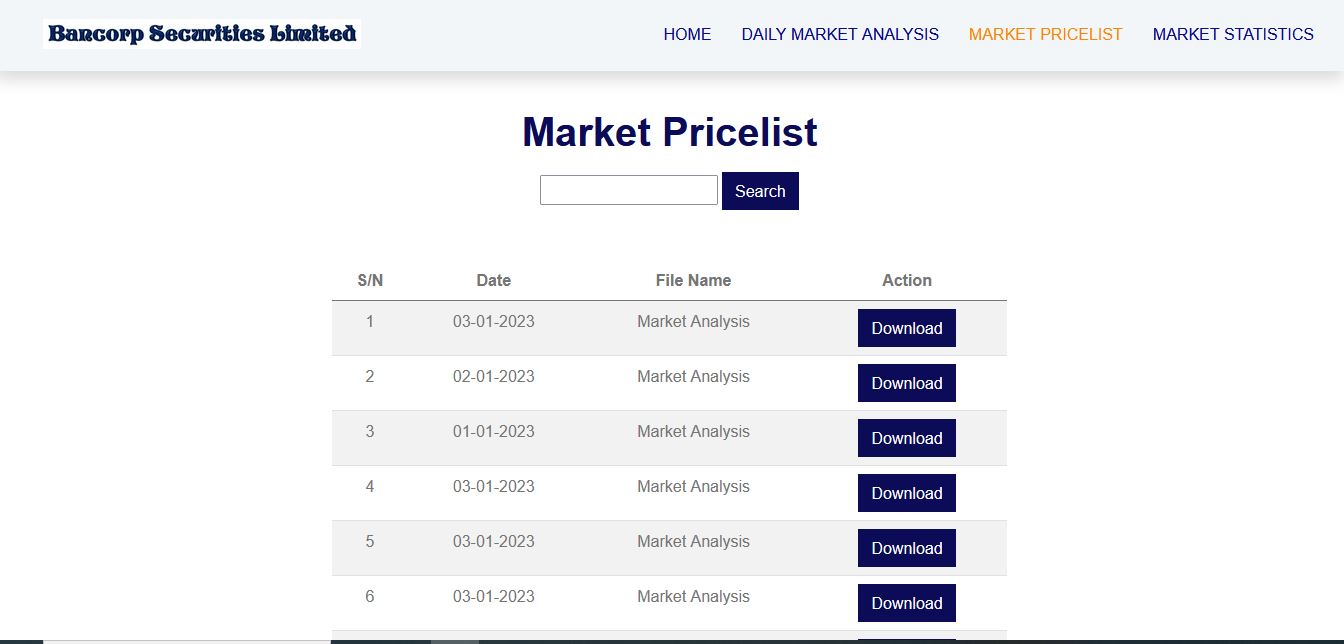 Bancorp Securities Limited
HOME DAILY MARKET ANALYSIS MARKET PRICELIST MARKET STATISTICS
Market Pricelist
Search
S/N Date File Name Action
1 03-01-2023 Market Analysis Download
2 02-01-2023 Market Analysis Download
3 01-01-2023 Market Analysis Download
4 03-01-2023 Market Analysis Download
5 03-01-2023 Market Analysis Download
6 03-01-2023 Market Analysis Download